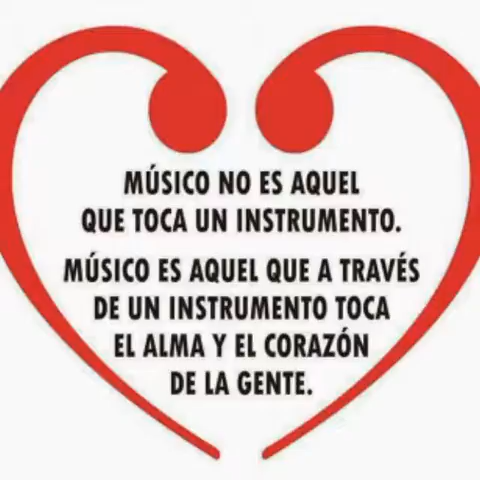 MÚSICO NO ES AQUEL
QUE TOCA UN INSTRUMENTO.
MÚSICO ES AQUEL QUE A TRAVÉS
DE UN INSTRUMENTO TOCA
EL ALMA Y EL CORAZÓN
DE LA GENTE.